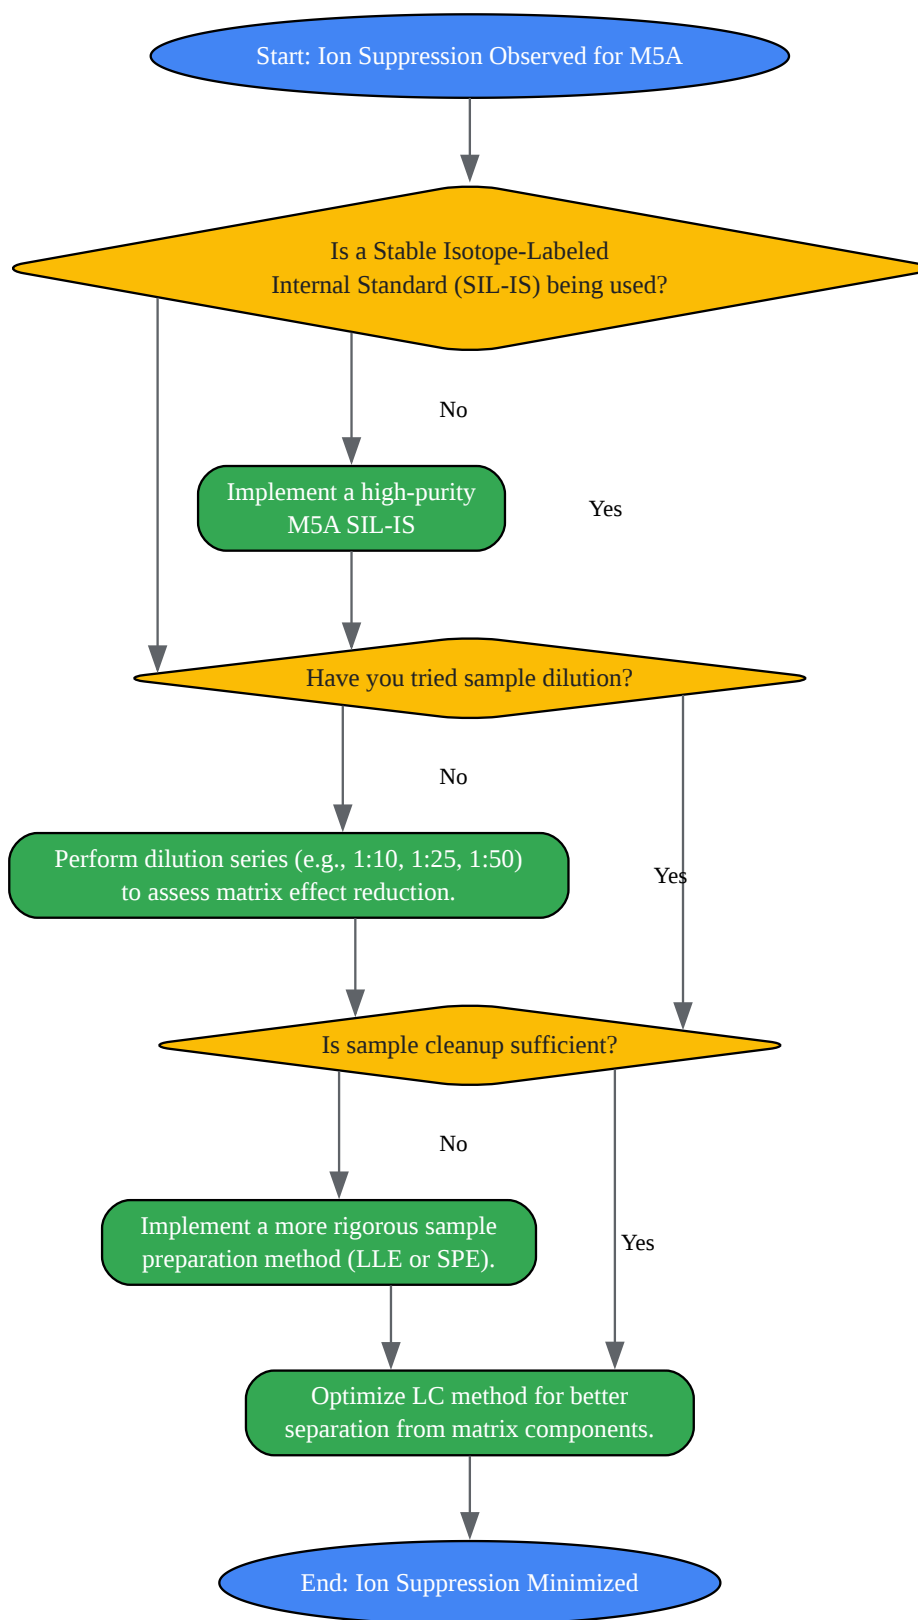 Start: Ion Suppression Observed for M5A
Is a Stable Isotope-Labeled
Internal Standard (SIL-IS) being used?
No
Implement a high-purity
M5A SIL-IS
Yes
Have you tried sample dilution?
No
Perform dilution series (e.g., 1:10, 1:25, 1:50)
to assess matrix effect reduction.
Yes
Is sample cleanup sufficient?
No
Implement a more rigorous sample
preparation method (LLE or SPE).
Yes
Optimize LC method for better
separation from matrix components.
End: Ion Suppression Minimized